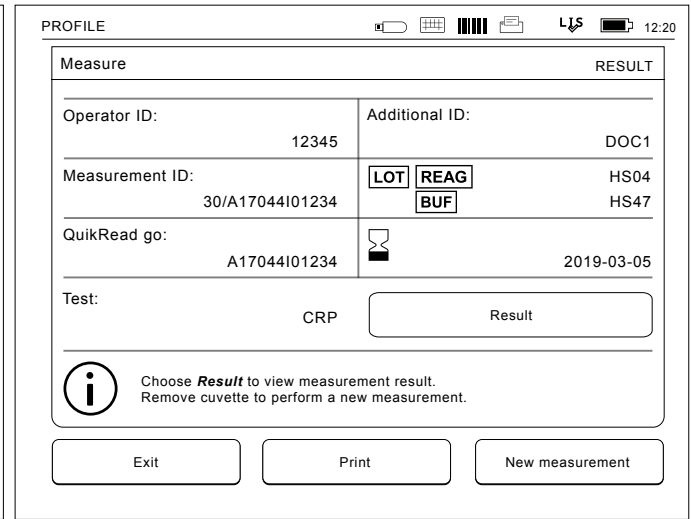 PROFILE LIS 12:20
Measure RESULT
Operator ID: Additional ID:
12345 DOC1
Measurement ID: LOT REAG HS04
30/A17044I01234 BUF HS47
QuikRead go:
A17044I01234 2019-03-05
Test:
CRP Result
i Choose Result to view measurement result.
Remove cuvette to perform a new measurement.
Exit Print New measurement